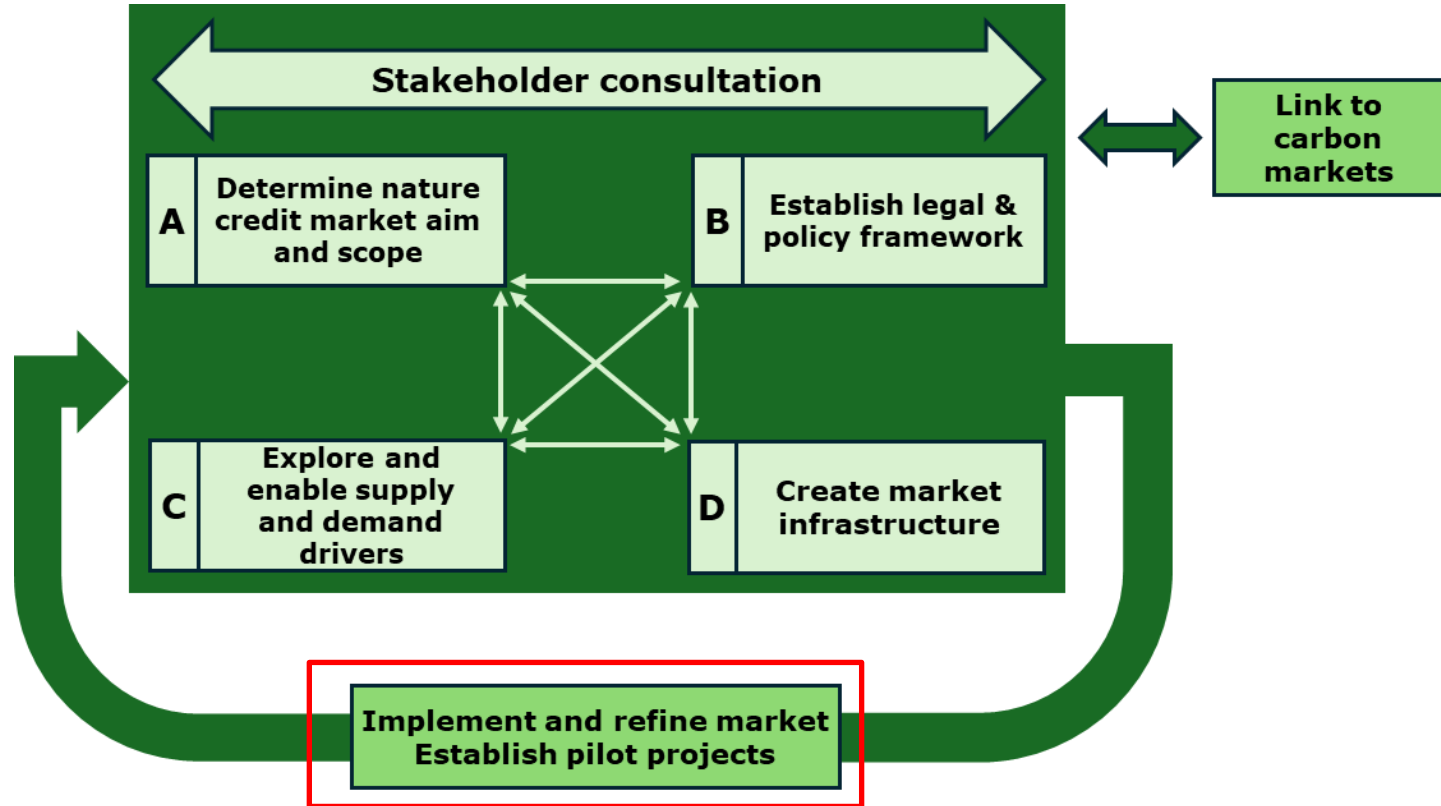 Stakeholder consultation
Link to
carbon
markets
A
Determine nature
credit market aim
and scope
B
Establish legal &
policy framework
C
Explore and
enable supply
and demand
drivers
D
Create market
infrastructure
Implement and refine market
Establish pilot projects